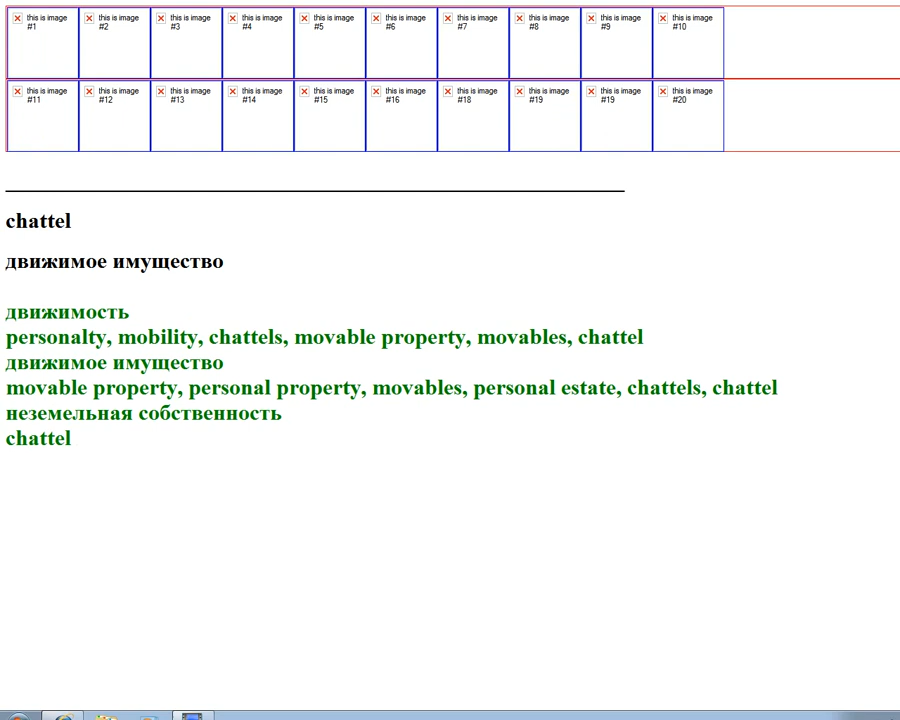 this is image #1 this is image #2 this is image #3 this is image #4 this is image #5 this is image #6 this is image #7 this is image #8 this is image #9 this is image #10
this is image #11 this is image #12 this is image #13 this is image #14 this is image #15 this is image #16 this is image #18 this is image #19 this is image #19 this is image #20
chattel
движимое имущество
движимость
personalty, mobility, chattels, movable property, movables, chattel
движимое имущество
movable property, personal property, movables, personal estate, chattels, chattel
неземельная собственность
chattel